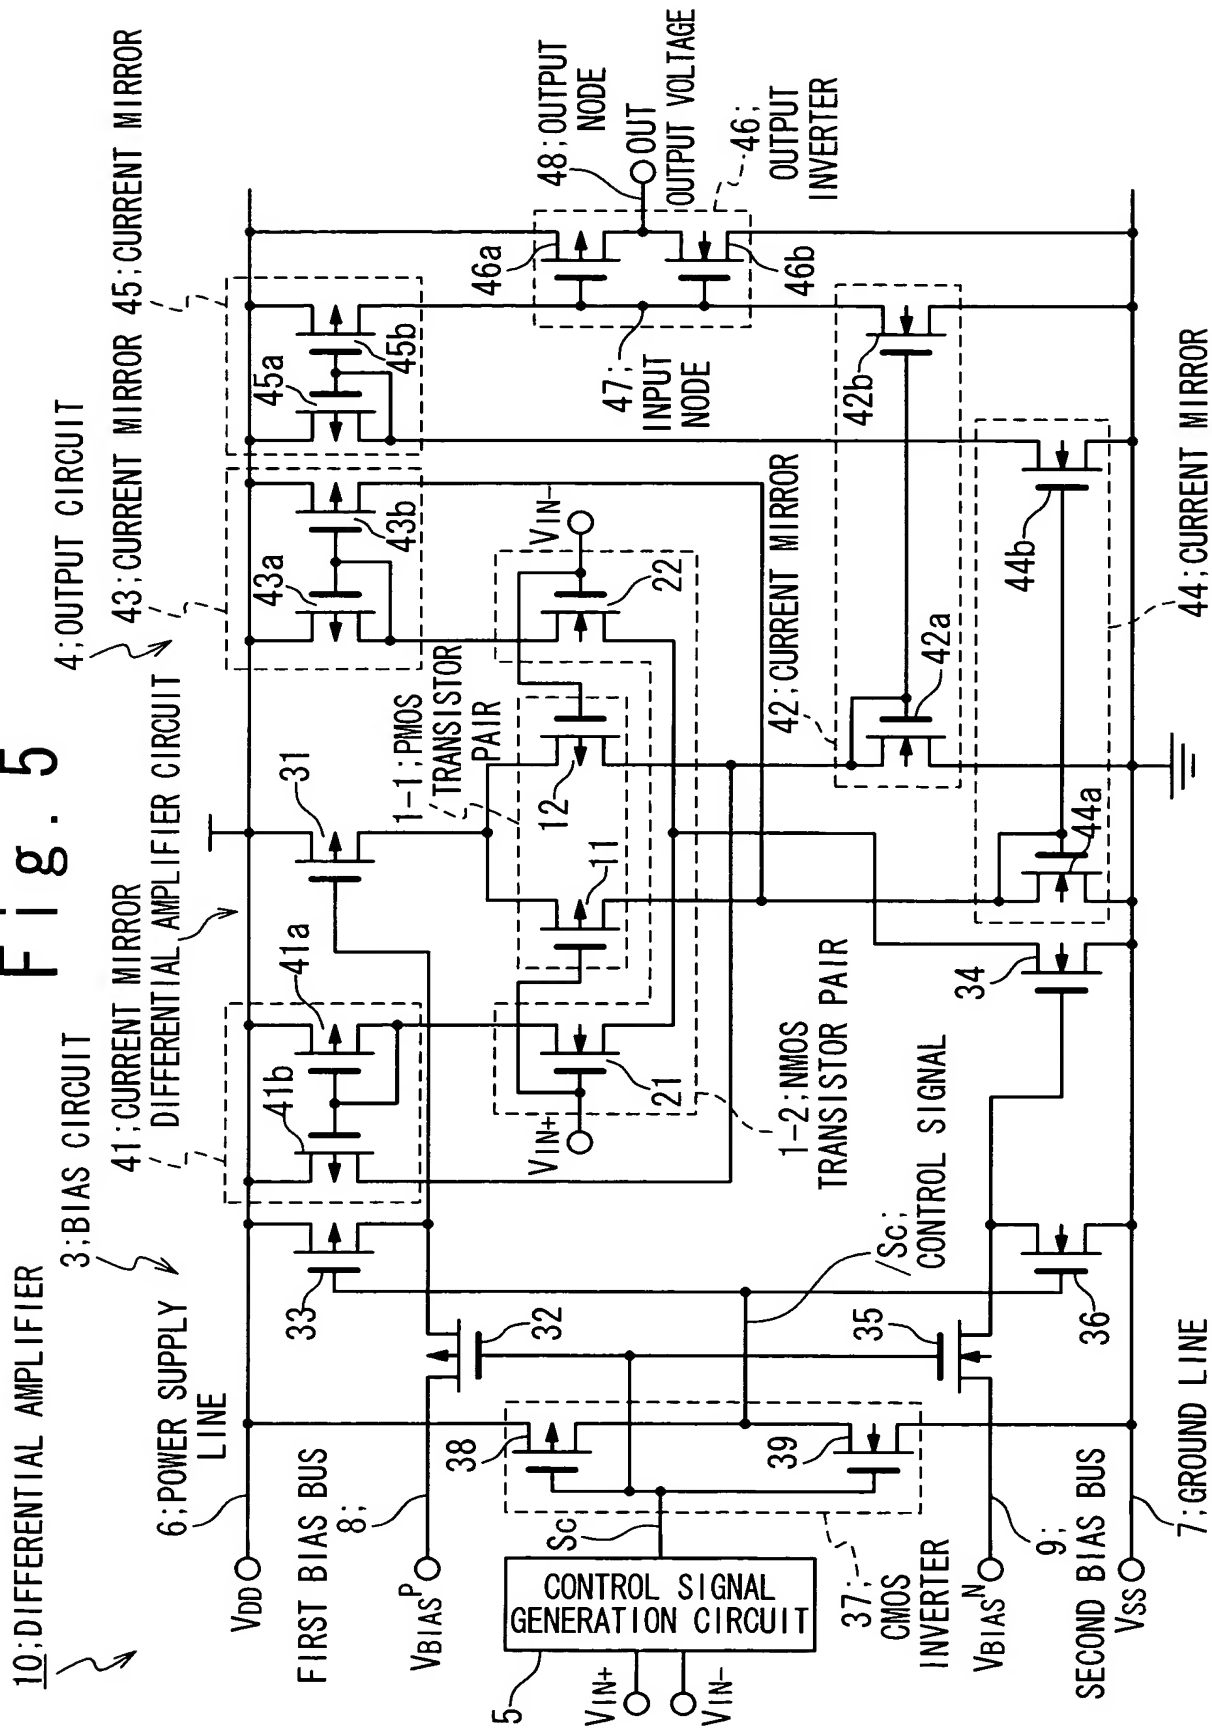 Fig. 5
10;DIFFERENTIAL AMPLIFIER
3;BIAS CIRCUIT
41;CURRENT MIRROR
DIFFERENTIAL AMPLIFIER CIRCUIT
4;OUTPUT CIRCUIT
43;CURRENT MIRROR
45;CURRENT MIRROR
6;POWER SUPPLY
LINE
VDD
FIRST BIAS BUS
8;
VBIASP
33
41b
41a
31
43a
43b
45a
45b
32
38
Sc
5
CONTROL SIGNAL
GENERATION CIRCUIT
VIN+
VIN-
37;CMOS
INVERTER
39
35
Sc;
CONTROL SIGNAL
VIN+
21
1-2;NMOS
TRANSISTOR PAIR
1-1;PMOS
TRANSISTOR
PAIR
11
12
22
VIN-
42;CURRENT MIRROR
42a
42b
47;
INPUT
NODE
46a
46b
48;OUTPUT
NODE
OUT
OUTPUT VOLTAGE
46;
OUTPUT
INVERTER
VBIASN
9;
SECOND BIAS BUS
VSS
7;GROUND LINE
36
34
44a
44b
44;CURRENT MIRROR